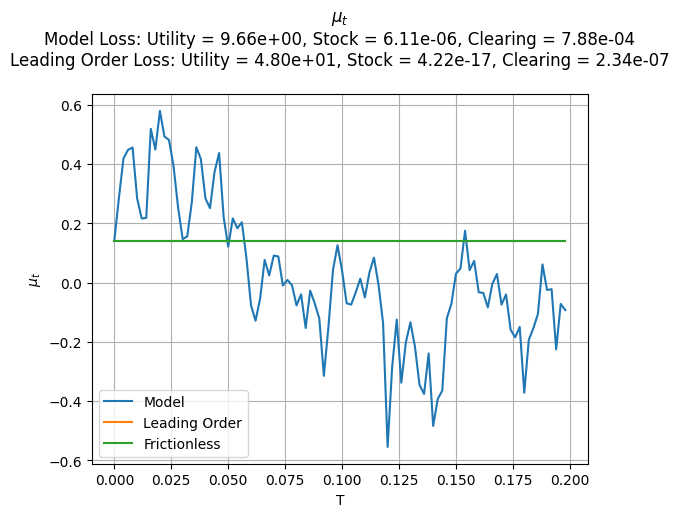 μt
Model Loss: Utility = 9.66e+00, Stock = 6.11e-06, Clearing = 7.88e-04
Leading Order Loss: Utility = 4.80e+01, Stock = 4.22e-17, Clearing = 2.34e-07
0.6
0.4
0.2
0.0
−0.2
−0.4
−0.6
μt
Model
Leading Order
Frictionless
0.000 0.025 0.050 0.075 0.100 0.125 0.150 0.175 0.200
T